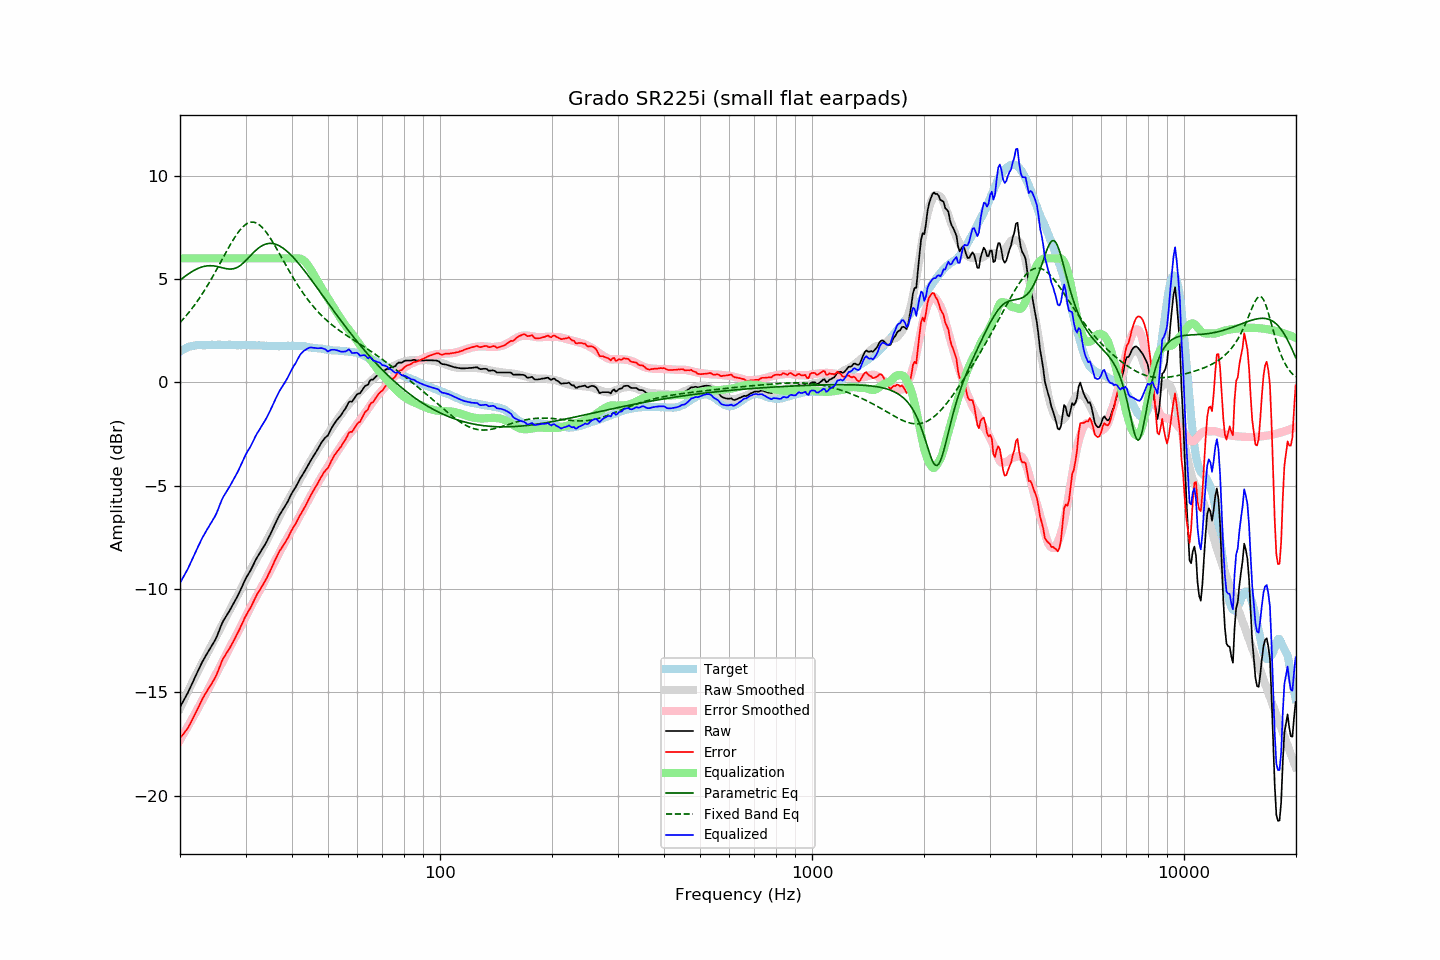 Grado SR225i (small flat earpads)
Amplitude (dBr)
10
5
0
−5
−10
−15
−20
Target
Raw Smoothed
Error Smoothed
Raw
Error
Equalization
Parametric Eq
Fixed Band Eq
Equalized
100
1000
10000
Frequency (Hz)